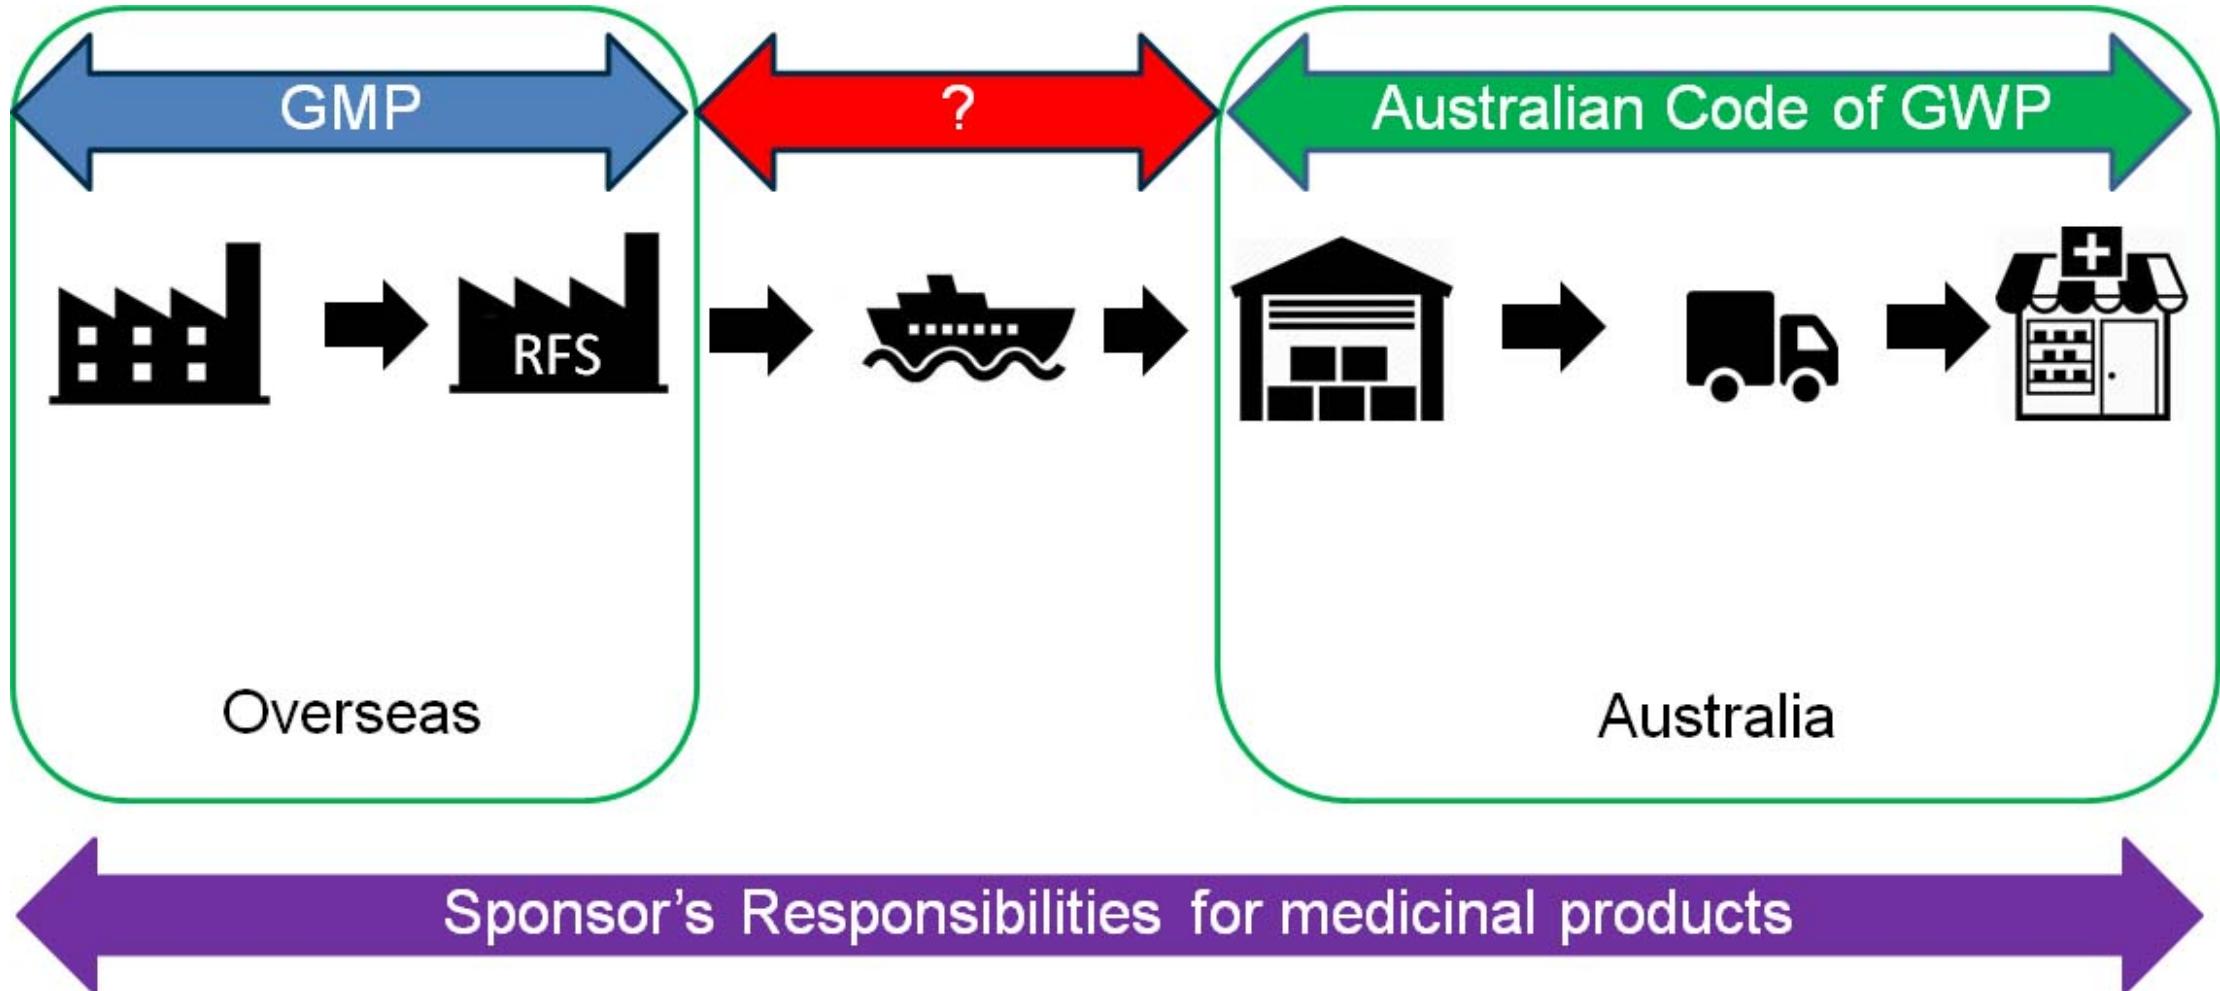 GMP
?
Australian Code of GWP
RFS
Overseas
Australia
Sponsor’s Responsibilities for medicinal products